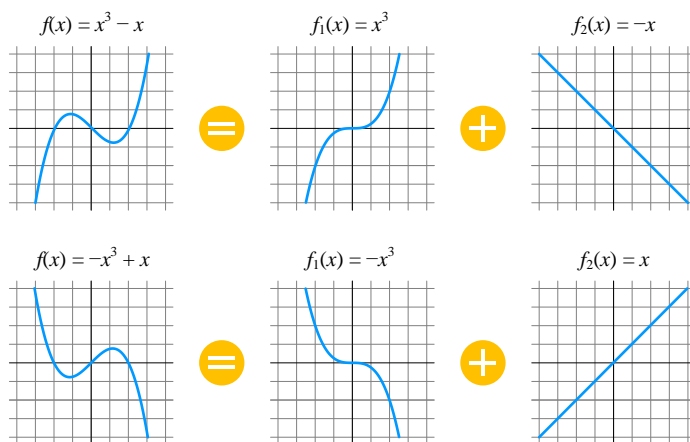 f(x) = x³ − x
f₁(x) = x³
f₂(x) = −x
=
+
f(x) = −x³ + x
f₁(x) = −x³
f₂(x) = x
=
+